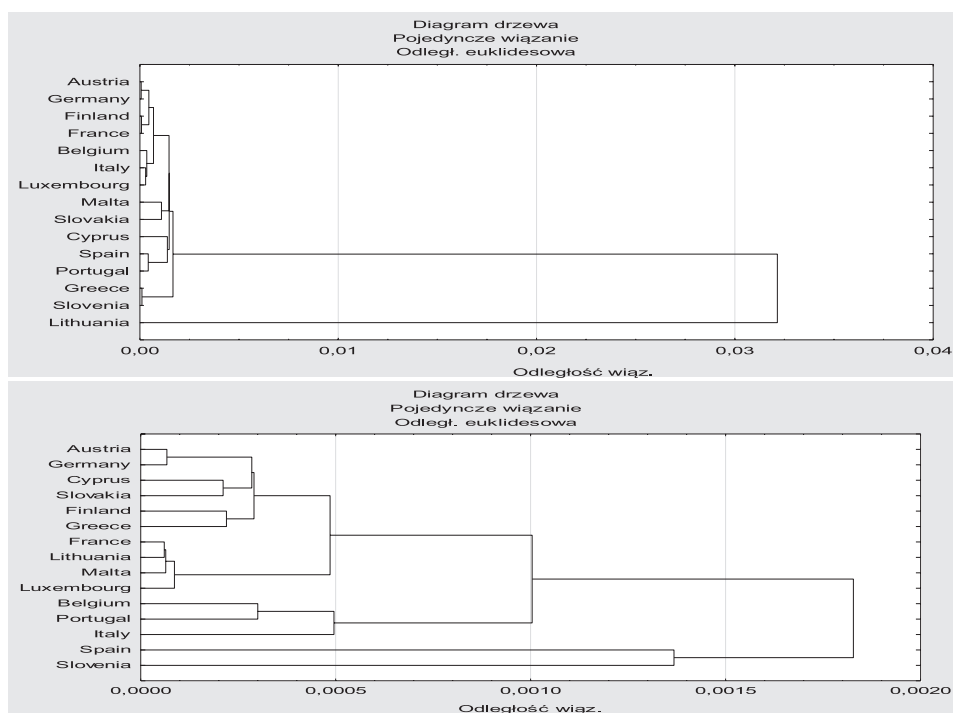 Diagram drzewa
Pojedyncze wiązanie
Odległ. euklidesowa
Austria
Germany
Finland
France
Belgium
Italy
Luxembourg
Malta
Slovakia
Cyprus
Spain
Portugal
Greece
Slovenia
Lithuania
0,00 0,01 0,02 0,03 0,04
Odległość wiąz.
Diagram drzewa
Pojedyncze wiązanie
Odległ. euklidesowa
Austria
Germany
Cyprus
Slovakia
Finland
Greece
France
Lithuania
Malta
Luxembourg
Belgium
Portugal
Italy
Spain
Slovenia
0,0000 0,0005 0,0010 0,0015 0,0020
Odległość wiąz.